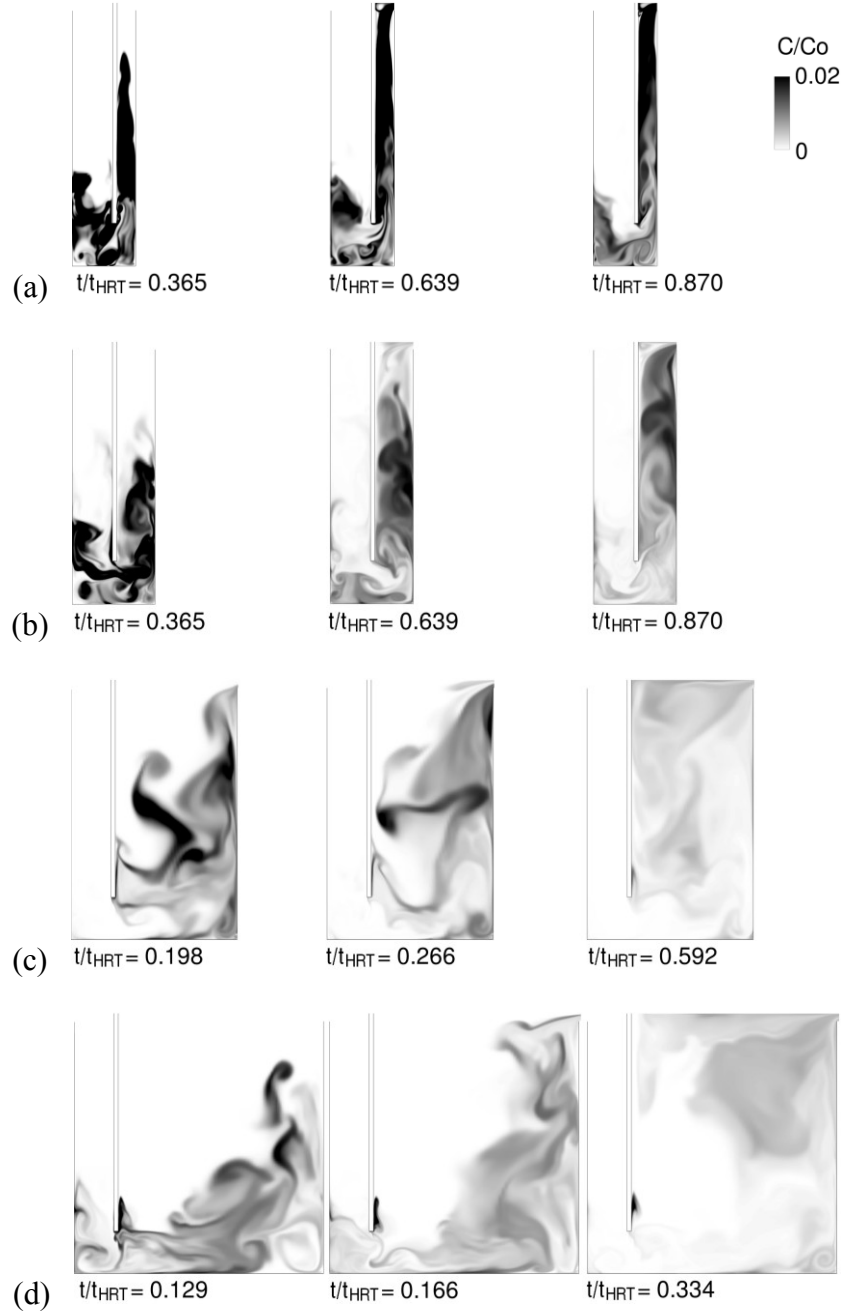 C/Co
0.02
0
(a) t/tHRT = 0.365 t/tHRT = 0.639 t/tHRT = 0.870
(b) t/tHRT = 0.365 t/tHRT = 0.639 t/tHRT = 0.870
(c) t/tHRT = 0.198 t/tHRT = 0.266 t/tHRT = 0.592
(d) t/tHRT = 0.129 t/tHRT = 0.166 t/tHRT = 0.334